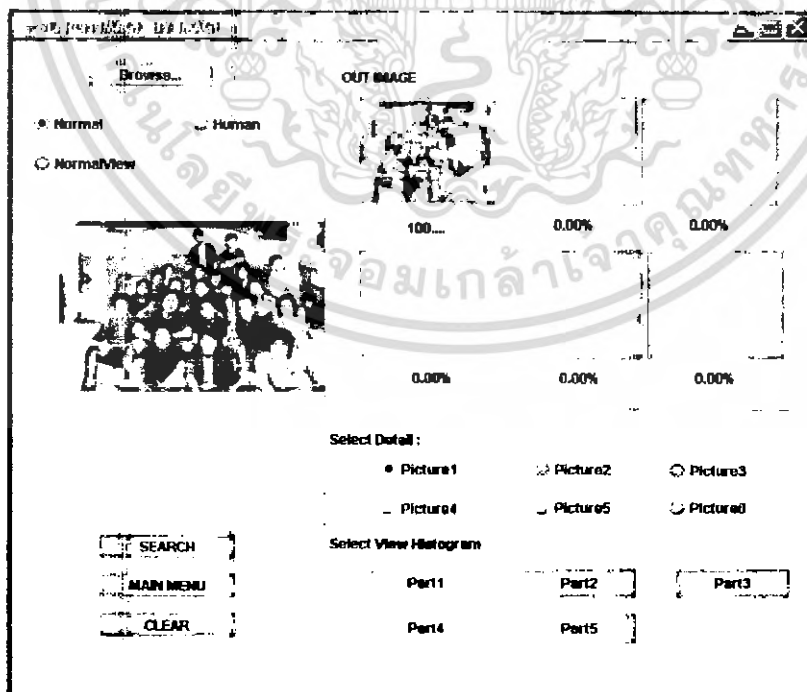 Browse...
OUT IMAGE
Normal
Human
NormalView
100....
0.00%
0.00%
0.00%
0.00%
0.00%
Select Detail :
Picture1
Picture2
Picture3
Picture4
Picture5
Picture6
SEARCH
Select View Histogram
MAIN MENU
Part1
Part2
Part3
CLEAR
Part4
Part5